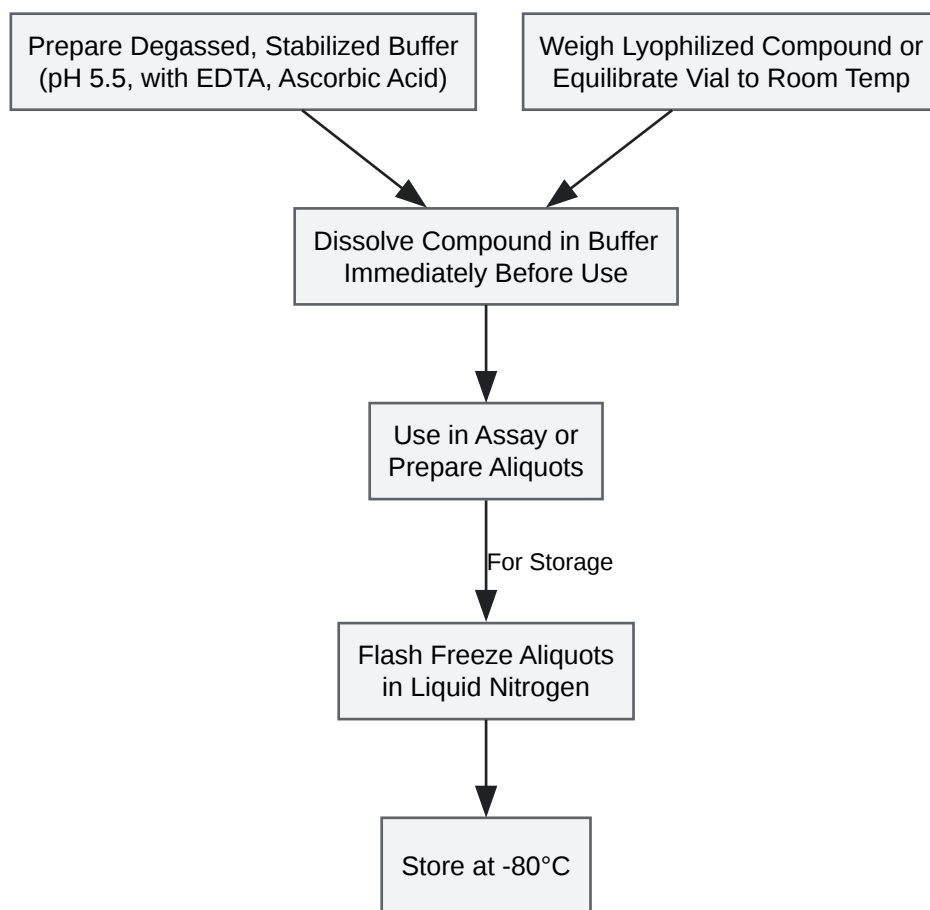 Prepare Degassed, Stabilized Buffer
(pH 5.5, with EDTA, Ascorbic Acid)
Weigh Lyophilized Compound or
Equilibrate Vial to Room Temp
Dissolve Compound in Buffer
Immediately Before Use
Use in Assay or
Prepare Aliquots
For Storage
Flash Freeze Aliquots
in Liquid Nitrogen
Store at -80°C